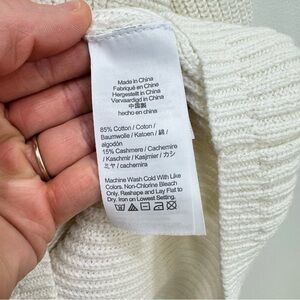 Made in China
Fabriqué en China
Hergestellt in China
Vervaardigd in China
中国製
hecho en china
85% Cotton / Coton /
Baumwolle / Katoen / 綿 /
algodón
15% Cashmere / Cachemire
/ Kaschmir / Kasjmier / カシ
ミヤ / cachemira
Machine Wash Cold With Like
Colors. Non-Chlorine Bleach
Only, Reshape and Lay Flat to
Dry. Iron on Lowest Setting.